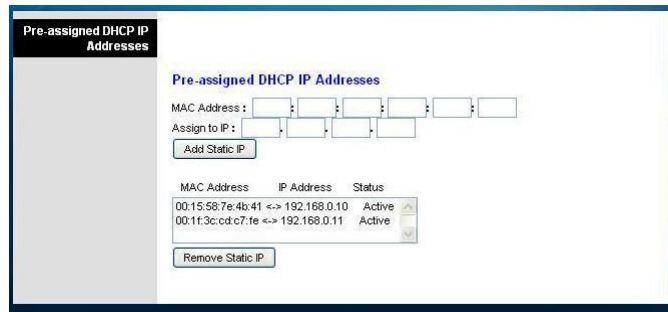 Pre-assigned DHCP IP
Addresses
Pre-assigned DHCP IP Addresses
MAC Address : : : : : :
Assign to IP : . . .
Add Static IP
MAC Address IP Address Status
00:15:58:7e:4b:41 <-> 192.168.0.10 Active
00:1f:3c:cd:c7:fe <-> 192.168.0.11 Active
Remove Static IP